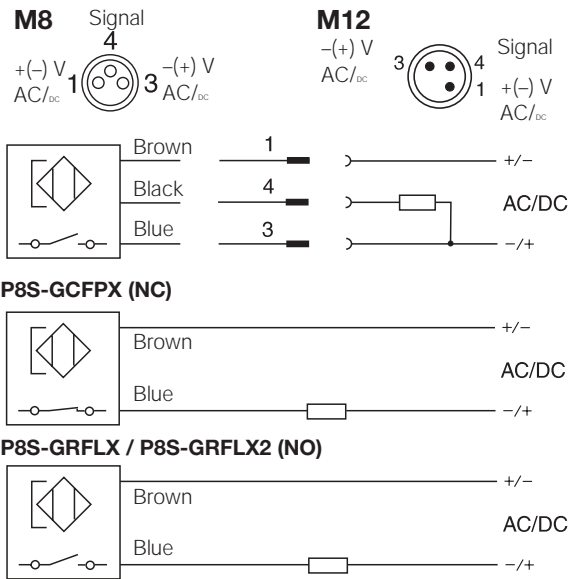 M8
Signal
4
+(–) V
AC/DC
1
3
–(+) V
AC/DC
M12
–(+) V
AC/DC
3
4
1
Signal
+(–) V
AC/DC
Brown 1 +/–
Black 4 AC/DC
Blue 3 –/+
P8S-GCFPX (NC)
+/–
Brown
AC/DC
Blue
–/+
P8S-GRFLX / P8S-GRFLX2 (NO)
+/–
Brown
AC/DC
Blue
–/+